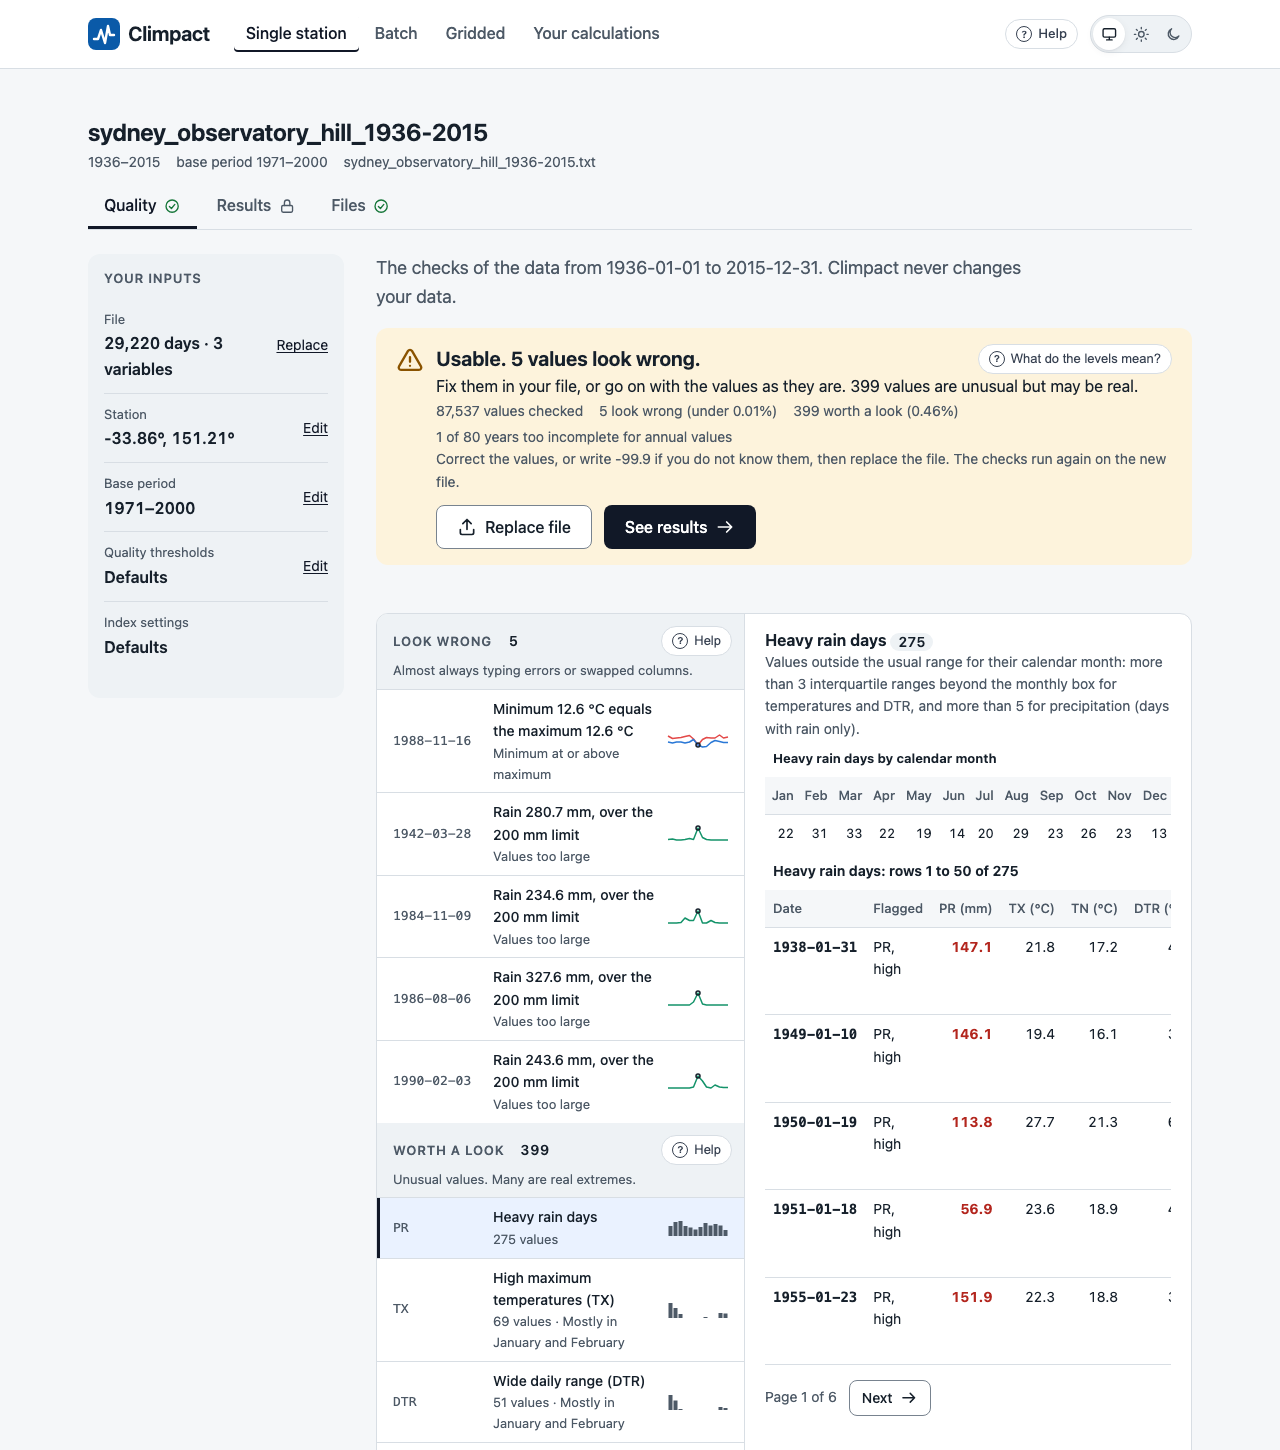 Climpact
Single station
Batch
Gridded
Your calculations
Help
sydney_observatory_hill_1936-2015
1936–2015 base period 1971–2000 sydney_observatory_hill_1936-2015.txt
Quality
Results
Files
YOUR INPUTS
File
29,220 days · 3
variables
Replace
Station
-33.86°, 151.21°
Edit
Base period
1971–2000
Edit
Quality thresholds
Defaults
Edit
Index settings
Defaults
The checks of the data from 1936-01-01 to 2015-12-31. Climpact never changes
your data.
Usable. 5 values look wrong.
What do the levels mean?
Fix them in your file, or go on with the values as they are. 399 values are unusual but may be real.
87,537 values checked 5 look wrong (under 0.01%) 399 worth a look (0.46%)
1 of 80 years too incomplete for annual values
Correct the values, or write -99.9 if you do not know them, then replace the file. The checks run again on the new
file.
Replace file
See results
LOOK WRONG 5
Help
Almost always typing errors or swapped columns.
1988-11-16
Minimum 12.6 °C equals
the maximum 12.6 °C
Minimum at or above
maximum
1942-03-28
Rain 280.7 mm, over the
200 mm limit
Values too large
1984-11-09
Rain 234.6 mm, over the
200 mm limit
Values too large
1986-08-06
Rain 327.6 mm, over the
200 mm limit
Values too large
1990-02-03
Rain 243.6 mm, over the
200 mm limit
Values too large
WORTH A LOOK 399
Help
Unusual values. Many are real extremes.
PR
Heavy rain days
275 values
TX
High maximum
temperatures (TX)
69 values · Mostly in
January and February
DTR
Wide daily range (DTR)
51 values · Mostly in
January and February
Heavy rain days 275
Values outside the usual range for their calendar month: more
than 3 interquartile ranges beyond the monthly box for
temperatures and DTR, and more than 5 for precipitation (days
with rain only).
Heavy rain days by calendar month
Jan Feb Mar Apr May Jun Jul Aug Sep Oct Nov Dec
22 31 33 22 19 14 20 29 23 26 23 13
Heavy rain days: rows 1 to 50 of 275
Date Flagged PR (mm) TX (°C) TN (°C) DTR
1938-01-31 PR, 147.1 21.8 17.2
high
1949-01-10 PR, 146.1 19.4 16.1
high
1950-01-19 PR, 113.8 27.7 21.3
high
1951-01-18 PR, 56.9 23.6 18.9
high
1955-01-23 PR, 151.9 22.3 18.8
high
Page 1 of 6
Next